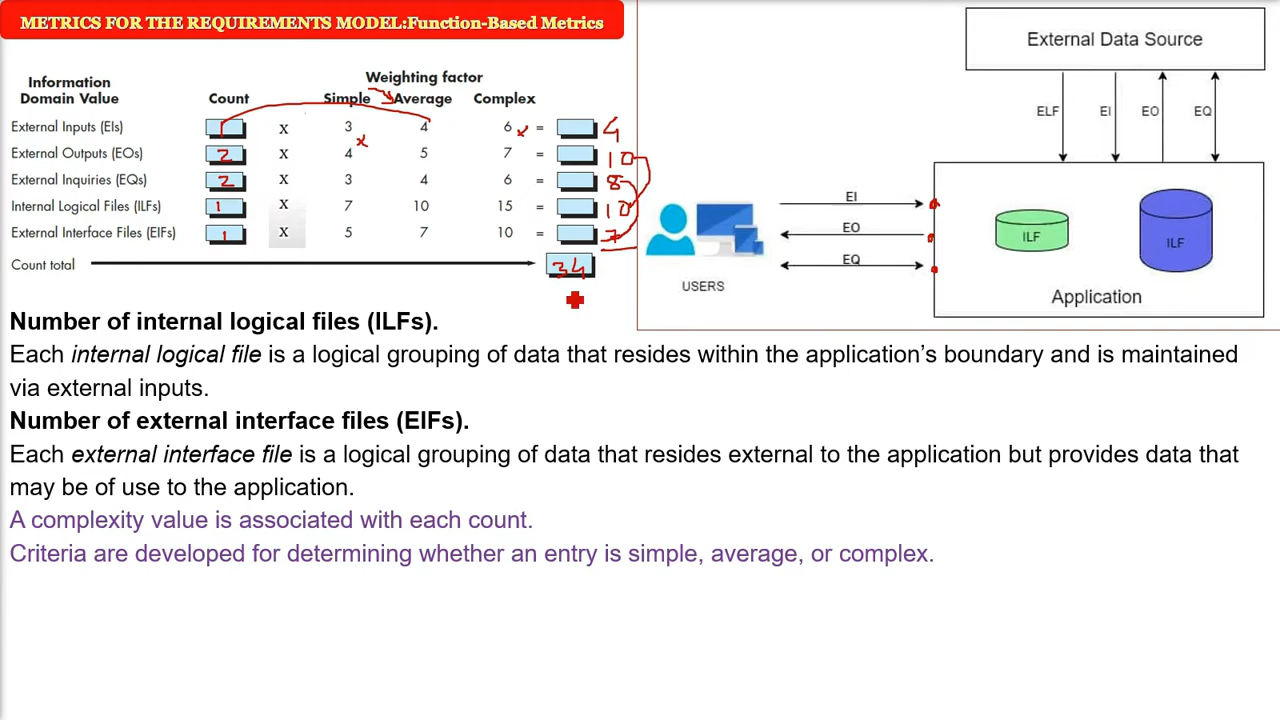 METRICS FOR THE REQUIREMENTS MODEL:Function-Based Metrics
Information
Domain Value
Count
Weighting factor
Simple Average Complex
External Inputs (EIs) 1 x 3 4 6 = 4
External Outputs (EOs) 2 x 4 5 7 = 10
External Inquiries (EQs) 2 x 3 4 6 = 8
Internal Logical Files (ILFs) 1 x 7 10 15 = 10
External Interface Files (EIFs) 1 x 5 7 10 = 7
Count total 34
External Data Source
ELF EI EO EQ
EI
EO
EQ
USERS
ILF
ILF
Application
Number of internal logical files (ILFs).
Each internal logical file is a logical grouping of data that resides within the application’s boundary and is maintained
via external inputs.
Number of external interface files (EIFs).
Each external interface file is a logical grouping of data that resides external to the application but provides data that
may be of use to the application.
A complexity value is associated with each count.
Criteria are developed for determining whether an entry is simple, average, or complex.